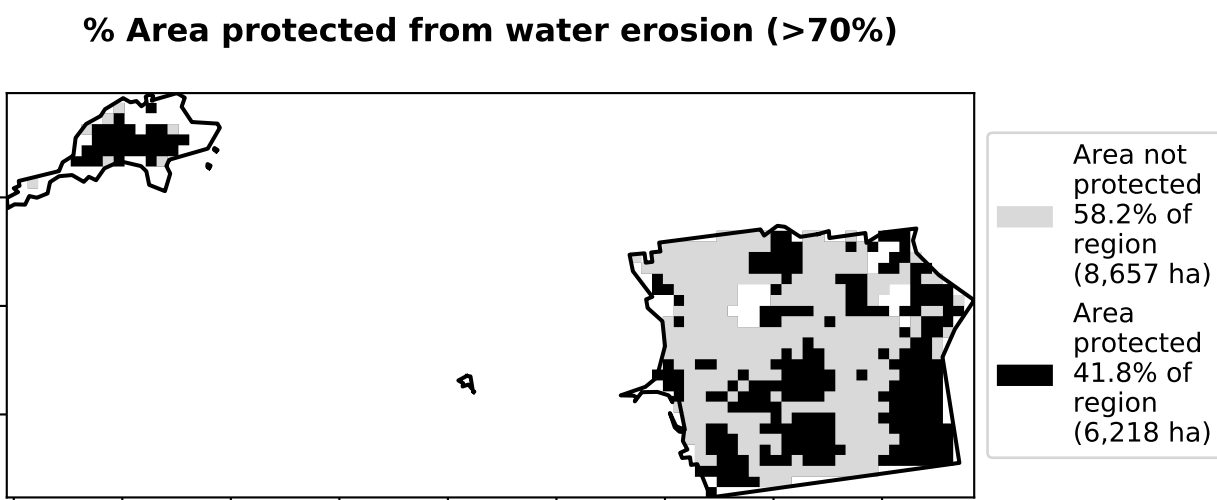 % Area protected from water erosion (>70%)
Area not
protected
58.2% of
region
(8,657 ha)
Area
protected
41.8% of
region
(6,218 ha)